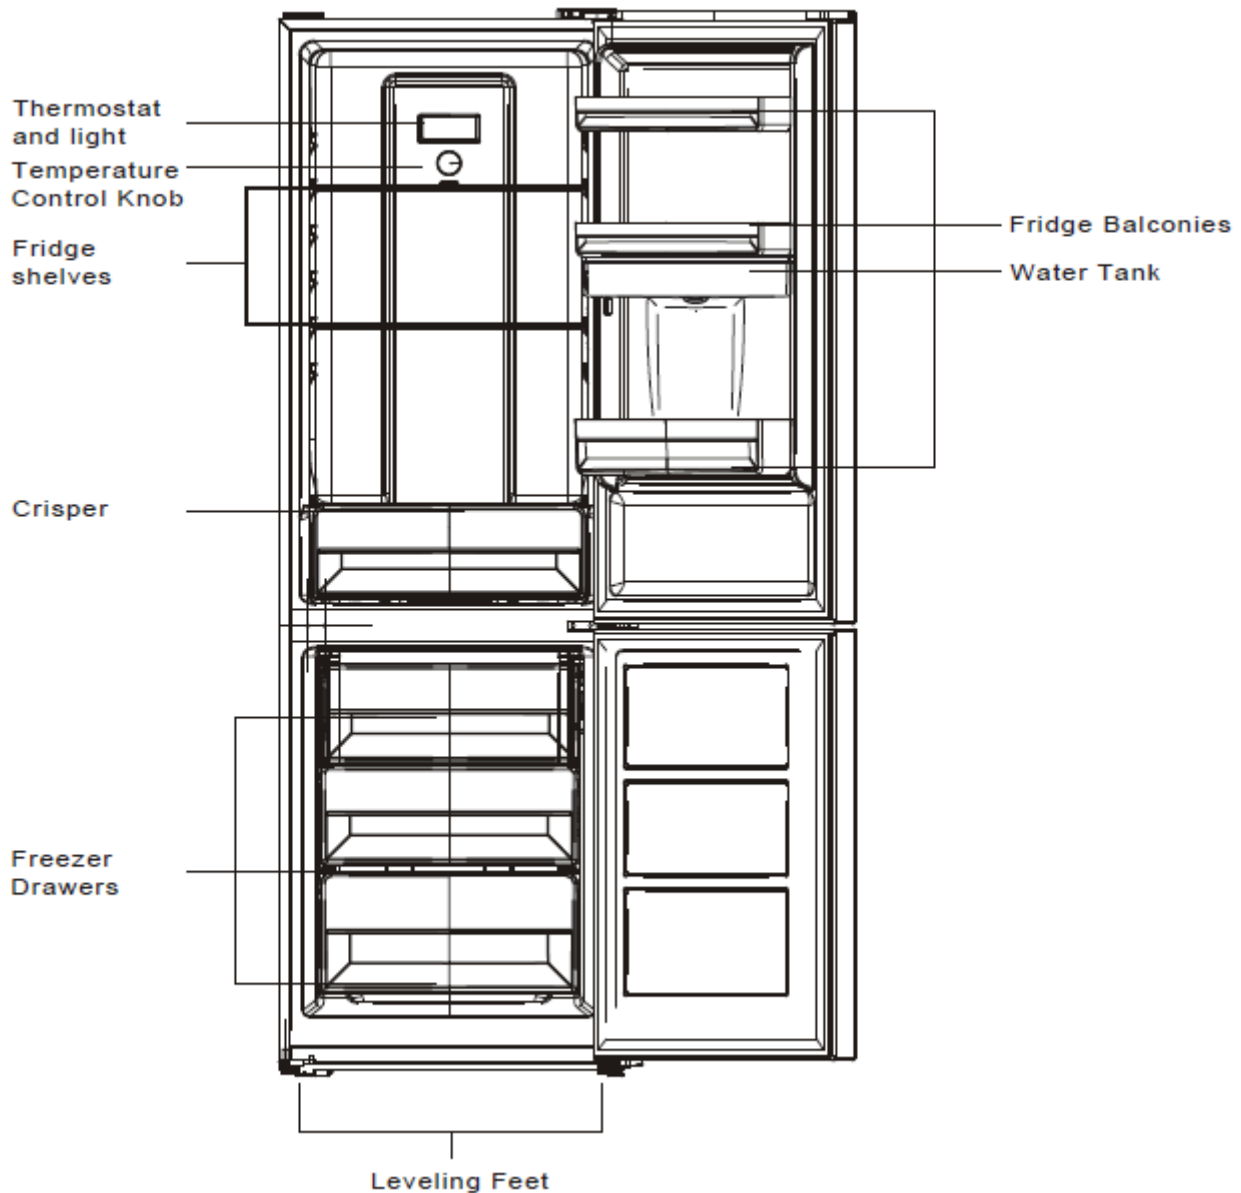 Thermostat
and light
Temperature
Control Knob
Fridge
shelves
Fridge Balconies
Water Tank
Crisper
Freezer
Drawers
Leveling Feet